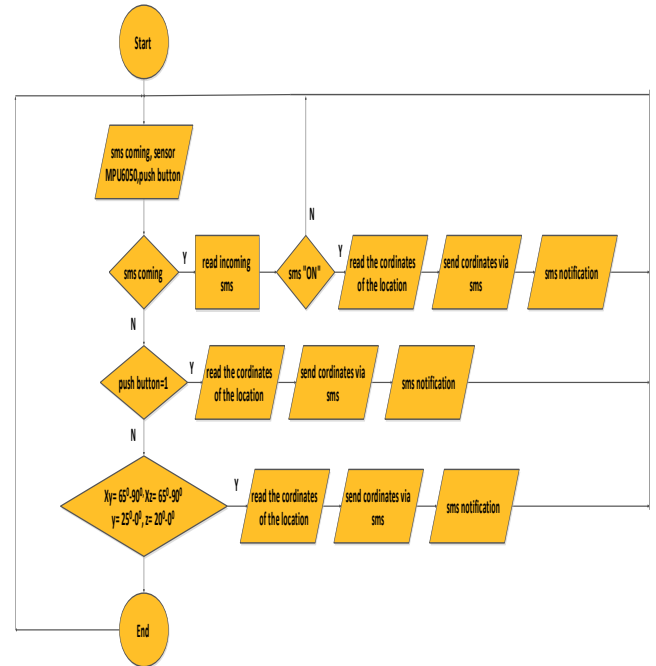 Start
sms coming, sensor
MPU6050,push button
sms coming
Y
read incoming
sms
sms "ON"
N
Y
read the cordinates
of the location
send cordinates via
sms
sms notification
N
push button=1
Y
read the cordinates
of the location
send cordinates via
sms
sms notification
N
Xy= 65⁰-90⁰, Xz= 65⁰-90⁰
y= 25⁰-0⁰, z= 20⁰-0⁰
Y
read the cordinates
of the location
send cordinates via
sms
sms notification
End